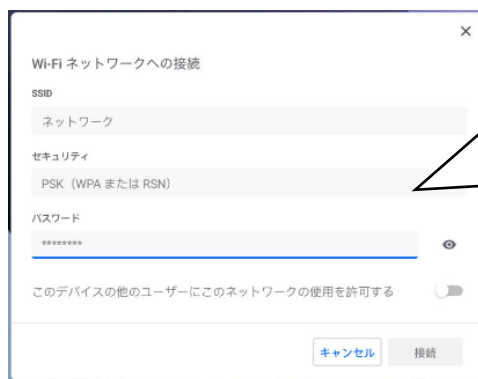 Wi-Fi ネットワークへの接続
SSID
ネットワーク
セキュリティ
PSK（WPA または RSN）
パスワード
********
このデバイスの他のユーザーにこのネットワークの使用を許可する
キャンセル
接続